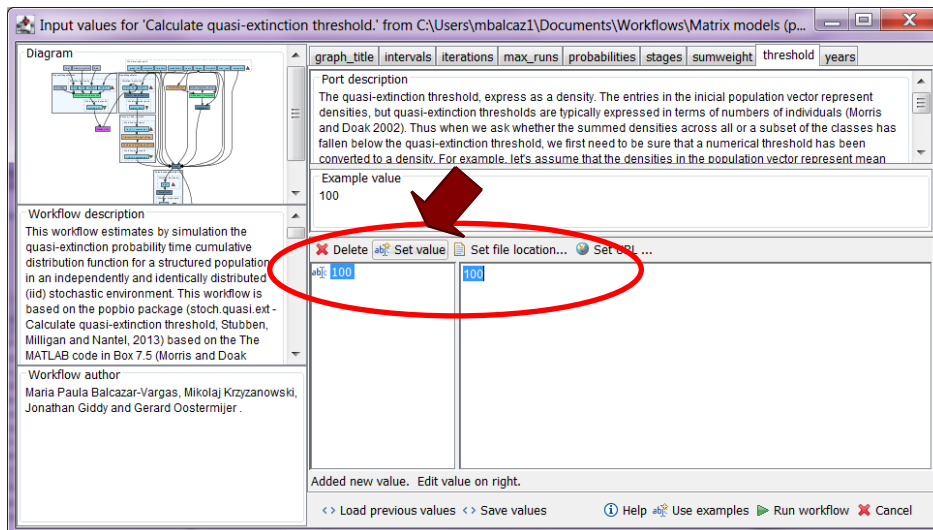 Input values for 'Calculate quasi-extinction threshold.' from C:\Users\mbalcaz1\Documents\Workflows\Matrix models (p...
Diagram
Workflow description
This workflow estimates by simulation the
quasi-extinction probability time cumulative
distribution function for a structured population
in an independently and identically distributed
(iid) stochastic environment. This workflow is
based on the popbio package (stoch.quasi.ext -
Calculate quasi-extinction threshold, Stubben,
Milligan and Nantel, 2013) based on the The
MATLAB code in Box 7.5 (Morris and Doak
Workflow author
Maria Paula Balcazar-Vargas, Mikolaj Krzyzanowski,
Jonathan Giddy and Gerard Oostermijer .
graph_title intervals iterations max_runs probabilities stages sumweight threshold years
Port description
The quasi-extinction threshold, express as a density. The entries in the inicial population vector represent
densities, but quasi-extinction thresholds are typically expressed in terms of numbers of individuals (Morris
and Doak 2002). Thus when we ask whether the summed densities across all or a subset of the classes has
fallen below the quasi-extinction threshold, we first need to be sure that a numerical threshold has been
converted to a density. For example, let's assume that the densities in the population vector represent mean
Example value
100
Delete Set value Set file location... Set URL ...
100
100
Added new value. Edit value on right.
Load previous values Save values Help Use examples Run workflow Cancel